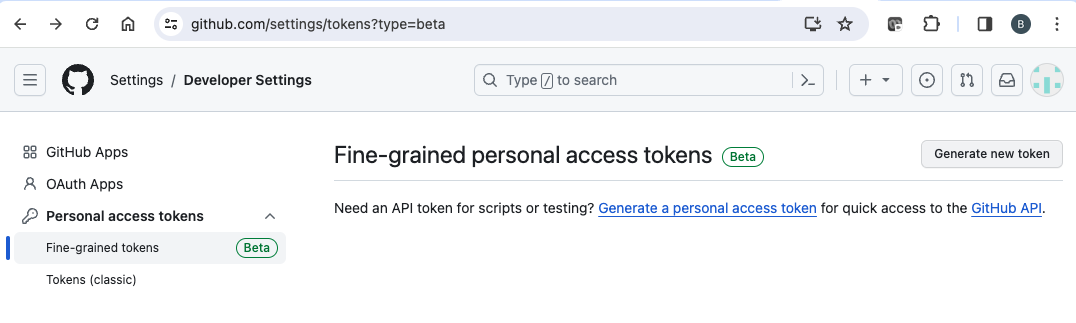 github.com/settings/tokens?type=beta
B
Settings / Developer Settings
Type / to search
GitHub Apps
OAuth Apps
Personal access tokens
Fine-grained tokens Beta
Tokens (classic)
Fine-grained personal access tokens Beta
Generate new token
Need an API token for scripts or testing? Generate a personal access token for quick access to the GitHub API.